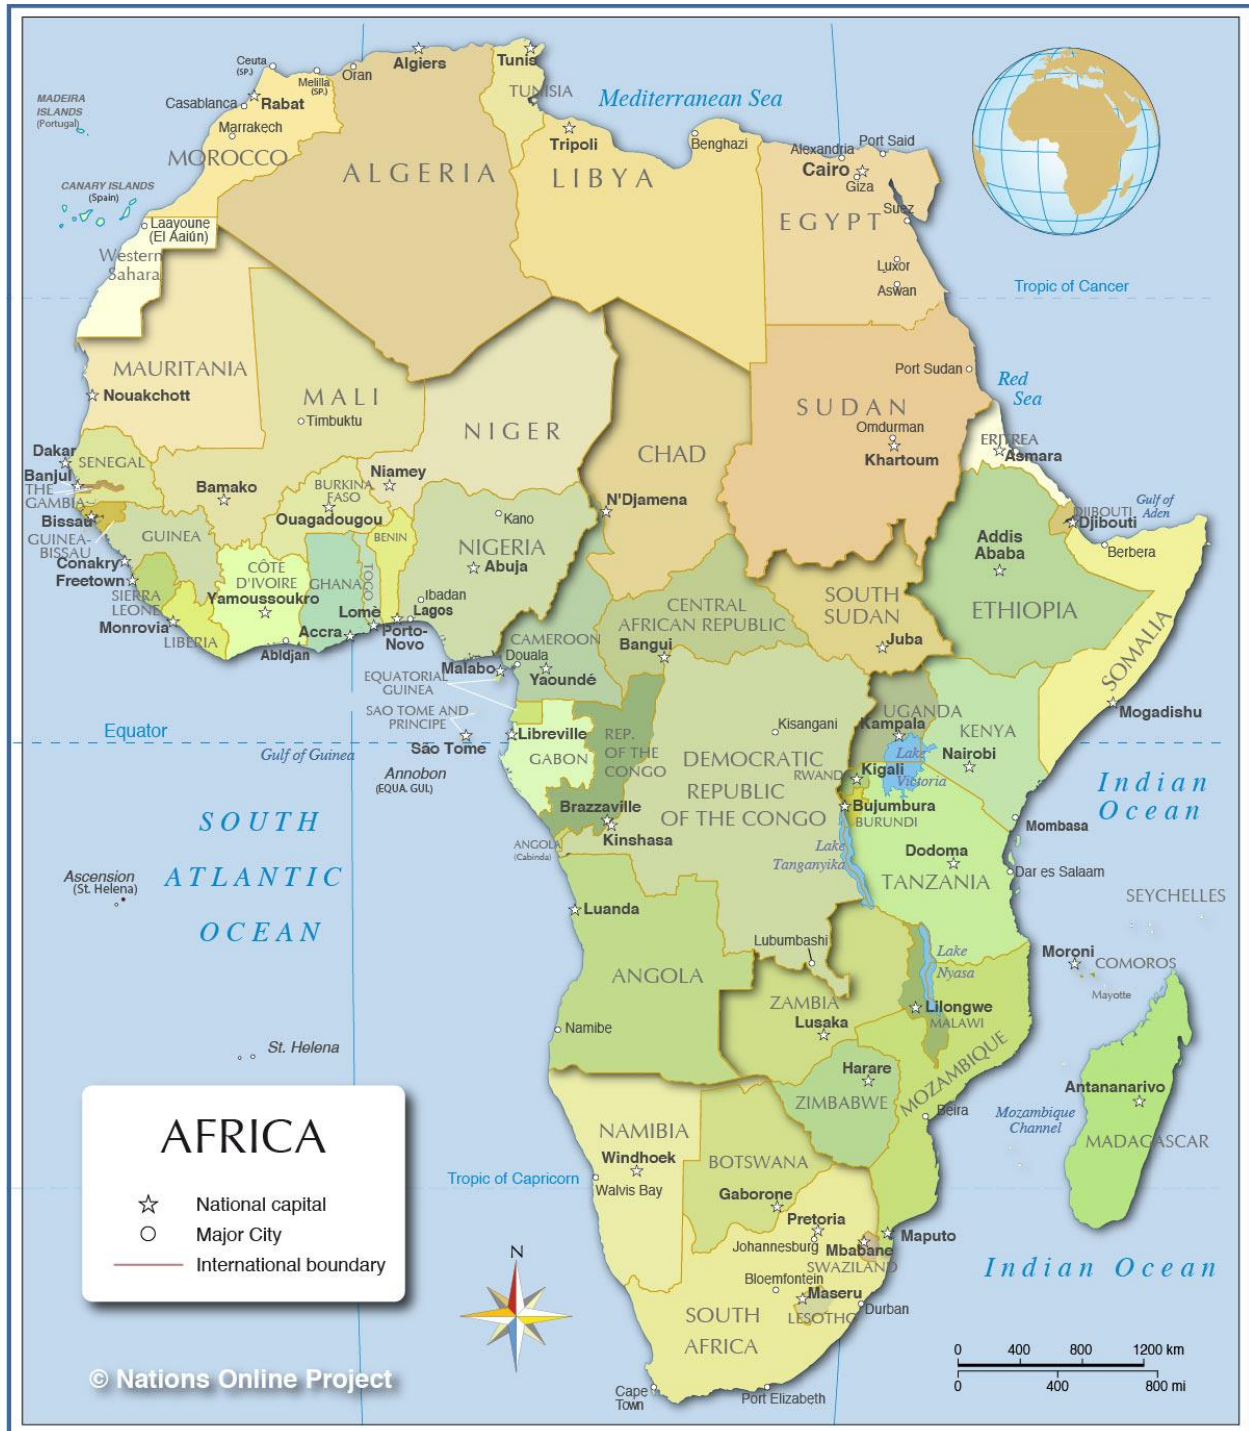 Ceuta
(SP.)
Melilla
(SP.)
Oran
Algiers
Tunis
TUNISIA
Mediterranean Sea
MADEIRA
ISLANDS
(Portugal)
Casablanca
Rabat
Marrakech
MOROCCO
Tripoli
Benghazi
Alexandria
Port Said
Cairo
Giza
Suez
ALGERIA
LIBYA
EGYPT
CANARY ISLANDS
(Spain)
Laayoune
(El Aaiún)
Western
Sahara
Luxor
Aswan
Tropic of Cancer
MAURITANIA
Nouakchott
MALI
Timbuktu
NIGER
CHAD
SUDAN
Port Sudan
Omdurman
Khartoum
Red
Sea
ERITREA
Asmara
Dakar
SENEGAL
Banjul
THE
GAMBIA
Bissau
GUINEA-
BISSAU
Bamako
Niamey
BURKINA
FASO
Ouagadougou
N'Djamena
Gulf of
Aden
DJIBOUTI
Djibouti
Berbera
Addis
Ababa
ETHIOPIA
SOMALIA
GUINEA
Conakry
Freetown
SIERRA
LEONE
Monrovia
LIBERIA
CÔTE
D'IVOIRE
Yamoussoukro
Abidjan
GHANA
Accra
TOGO
Lomè
BENIN
Porto-
Novo
Kano
NIGERIA
Abuja
Ibadan
Lagos
CENTRAL
AFRICAN REPUBLIC
Bangui
SOUTH
SUDAN
Juba
CAMEROON
Douala
Malabo
Yaoundé
EQUATORIAL
GUINEA
SAO TOME AND
PRINCIPE
São Tome
Equator
Gulf of Guinea
Annobon
(EQUA. GUL)
Libreville
GABON
REP.
OF THE
CONGO
Kisangani
DEMOCRATIC
REPUBLIC
OF THE CONGO
UGANDA
Kampala
KENYA
Nairobi
Mogadishu
Lake
Victoria
RWAND
Kigali
Bujumbura
BURUNDI
Brazzaville
Kinshasa
ANGOLA
(Cabinda)
Lake
Tanganyika
Mombasa
Dodoma
TANZANIA
Dar es Salaam
Indian
Ocean
SEYCHELLES
SOUTH
ATLANTIC
OCEAN
Ascension
(St. Helena)
Luanda
ANGOLA
Lubumbashi
Lake
Nyasa
Moroni
COMOROS
Mayotte
ZAMBIA
Lusaka
Lilongwe
MALAWI
Namibe
St. Helena
Harare
ZIMBABWE
MOZAMBIQUE
Beira
Mozambique
Channel
Antananarivo
MADAGASCAR
NAMIBIA
Windhoek
Walvis Bay
BOTSWANA
Gaborone
Tropic of Capricorn
Pretoria
Johannesburg
Mbabane
SWAZILAND
Maputo
Bloemfontein
Maseru
LESOTHO
Durban
SOUTH
AFRICA
Cape
Town
Port Elizabeth
Indian Ocean
AFRICA
National capital
Major City
International boundary
N
0 400 800 1200 km
0 400 800 mi
© Nations Online Project